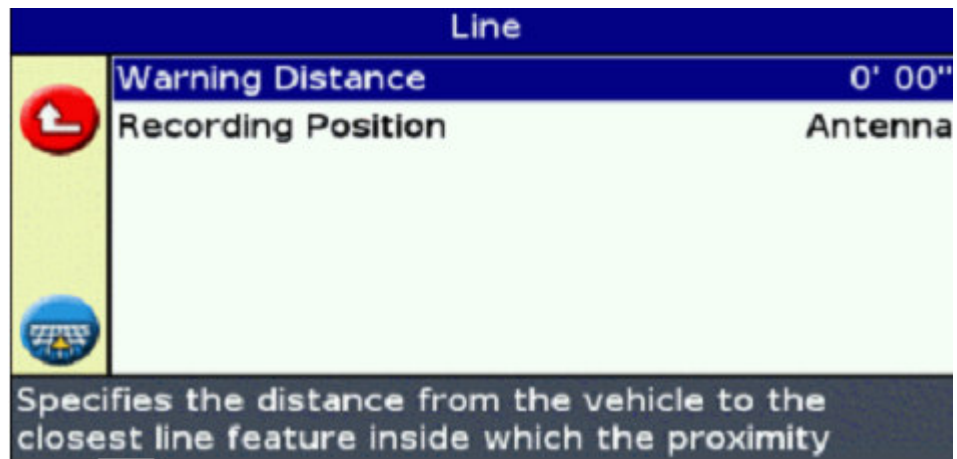 Line
Warning Distance 0' 00"
Recording Position Antenna
Specifies the distance from the vehicle to the
closest line feature inside which the proximity